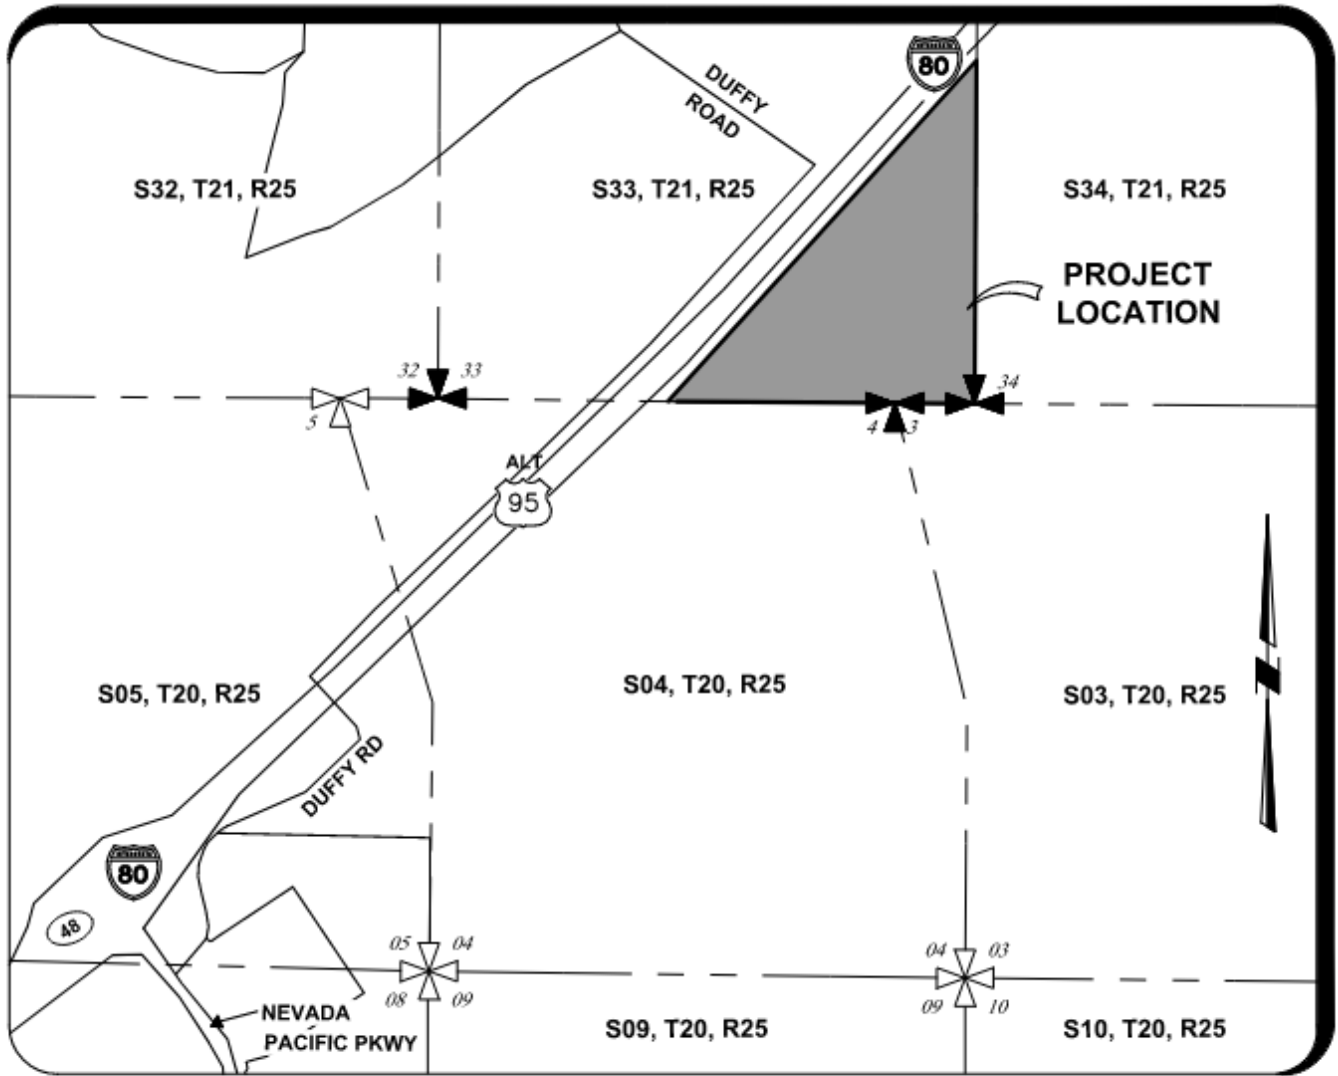 80
DUFFY
ROAD
S32, T21, R25
S33, T21, R25
S34, T21, R25
PROJECT
LOCATION
32
33
34
5
4
3
ALT
95
S05, T20, R25
S04, T20, R25
S03, T20, R25
N
DUFFY RD
80
48
05
04
04
03
08
09
09
10
NEVADA
PACIFIC PKWY
S09, T20, R25
S10, T20, R25